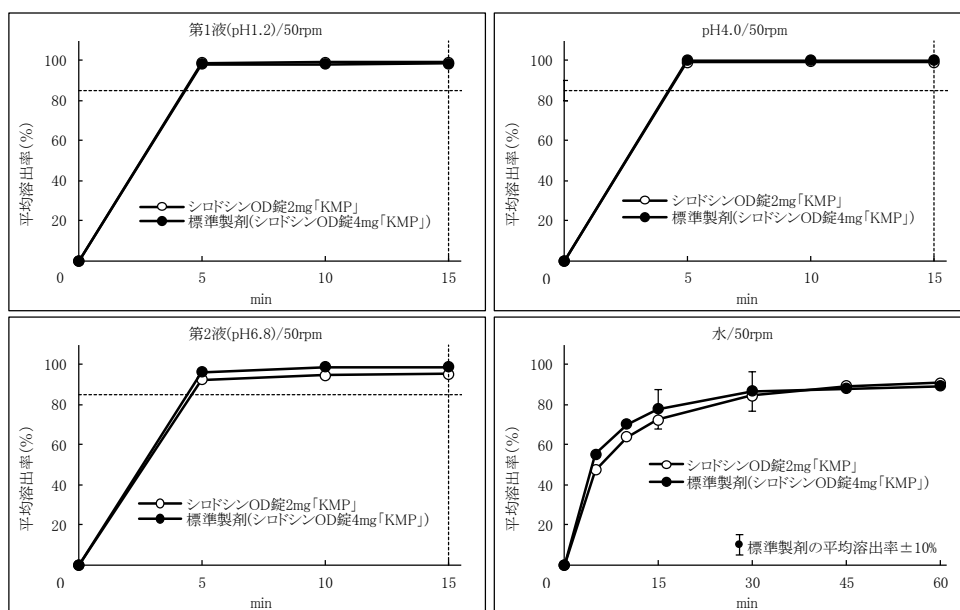 第1液(pH1.2)/50rpm
平均溶出率(%)
100
80
60
40
20
0
シロドシンOD錠2mg「KMP」
標準製剤(シロドシンOD錠4mg「KMP」)
5
10
15
min
pH4.0/50rpm
平均溶出率(%)
100
80
60
40
20
0
シロドシンOD錠2mg「KMP」
標準製剤(シロドシンOD錠4mg「KMP」)
5
10
15
min
第2液(pH6.8)/50rpm
平均溶出率(%)
100
80
60
40
20
0
シロドシンOD錠2mg「KMP」
標準製剤(シロドシンOD錠4mg「KMP」)
5
10
15
min
水/50rpm
平均溶出率(%)
100
80
60
40
20
0
シロドシンOD錠2mg「KMP」
標準製剤(シロドシンOD錠4mg「KMP」)
標準製剤の平均溶出率±10%
15
30
45
60
min